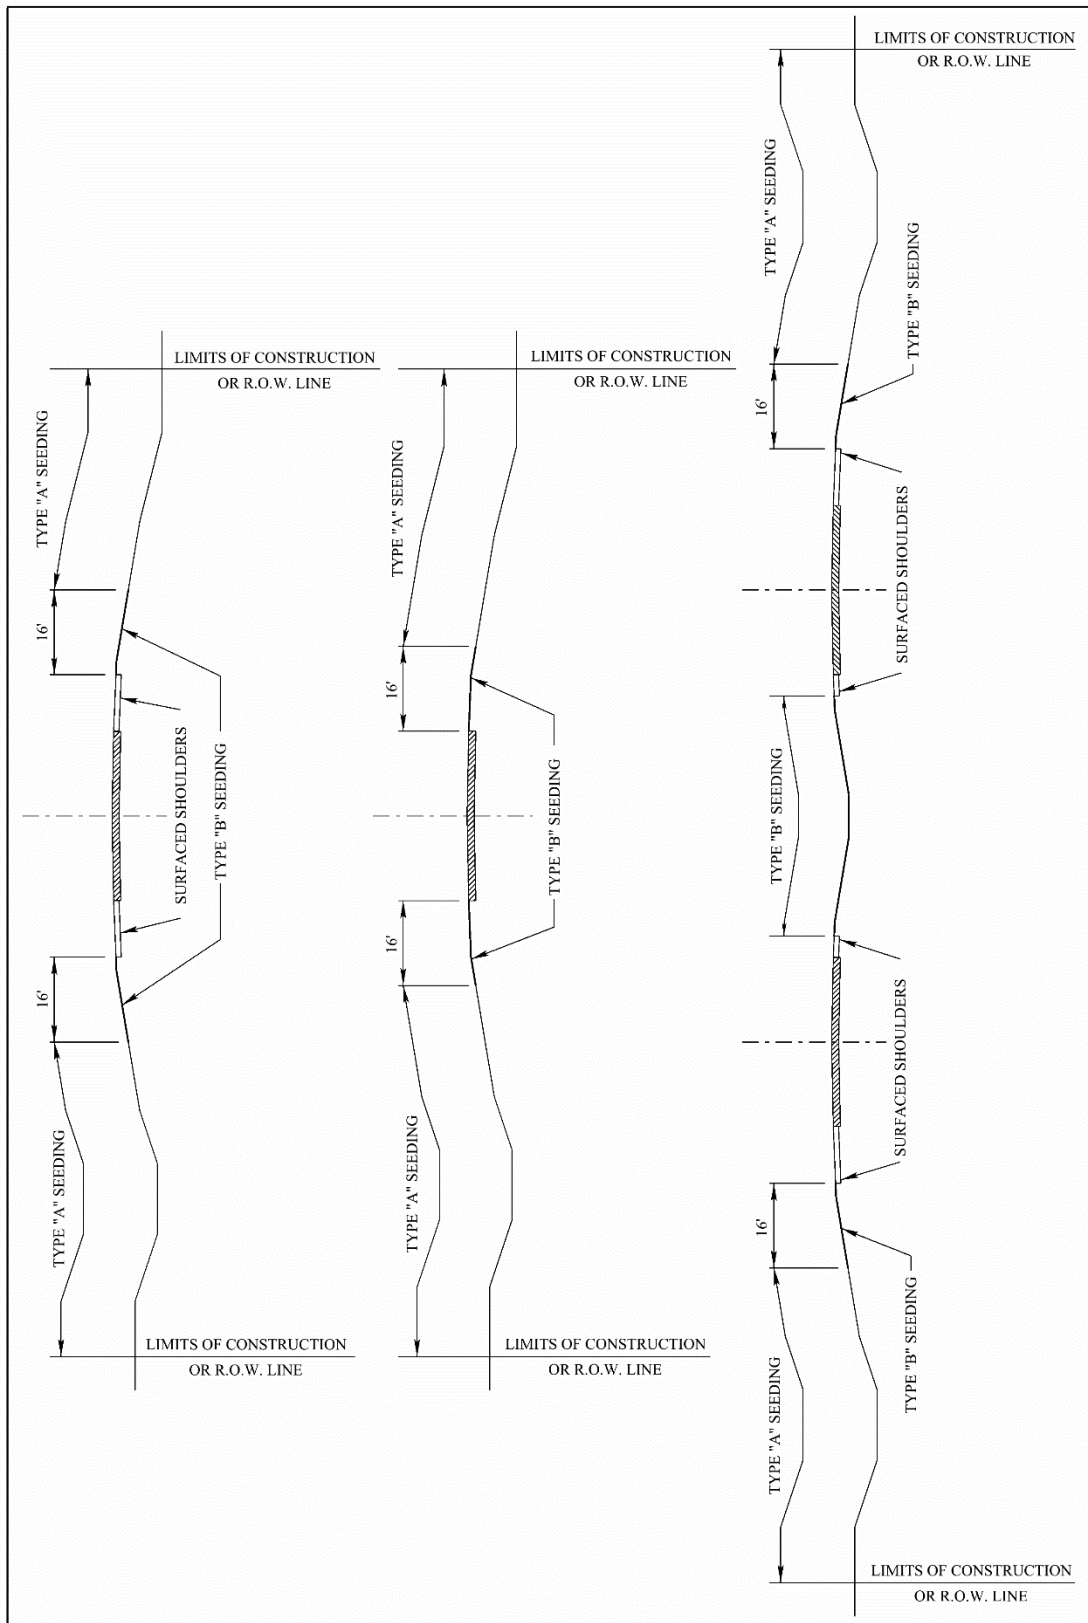 LIMITS OF CONSTRUCTION
OR R.O.W. LINE
TYPE "A" SEEDING
16'
TYPE "B" SEEDING
SURFACED SHOULDERS
16'
TYPE "A" SEEDING
LIMITS OF CONSTRUCTION
OR R.O.W. LINE
LIMITS OF CONSTRUCTION
OR R.O.W. LINE
TYPE "A" SEEDING
16'
TYPE "B" SEEDING
16'
TYPE "A" SEEDING
LIMITS OF CONSTRUCTION
OR R.O.W. LINE
LIMITS OF CONSTRUCTION
OR R.O.W. LINE
TYPE "A" SEEDING
TYPE "B" SEEDING
16'
SURFACED SHOULDERS
TYPE "B" SEEDING
SURFACED SHOULDERS
16'
TYPE "B" SEEDING
TYPE "A" SEEDING
LIMITS OF CONSTRUCTION
OR R.O.W. LINE